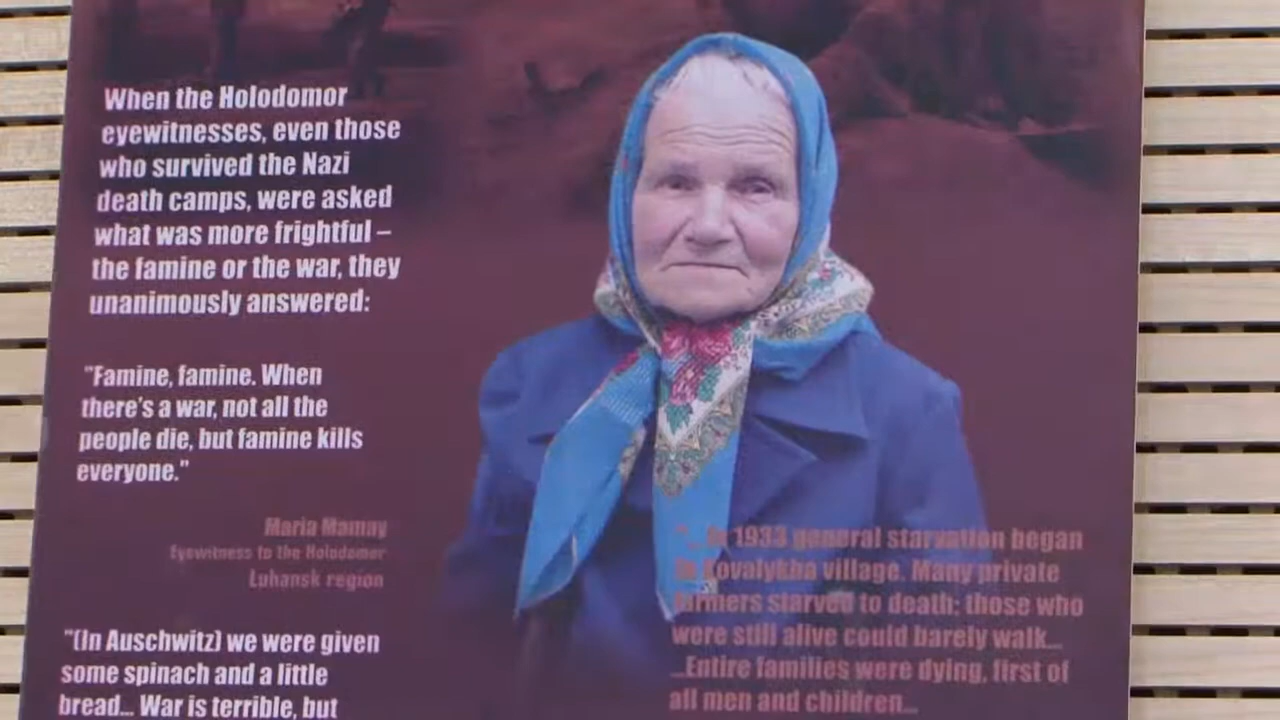 When the Holodomor
eyewitnesses, even those
who survived the Nazi
death camps, were asked
what was more frightful –
the famine or the war, they
unanimously answered:
"Famine, famine. When
there's a war, not all the
people die, but famine kills
everyone."
Maria Mamay
Eyewitness to the Holodomor
Luhansk region
"(In Auschwitz) we were given
some spinach and a little
bread... War is terrible, but
"...In 1933 general starvation began
in Kovalykha village. Many private
farmers starved to death; those who
were still alive could barely walk...
...Entire families were dying, first of
all men and children...